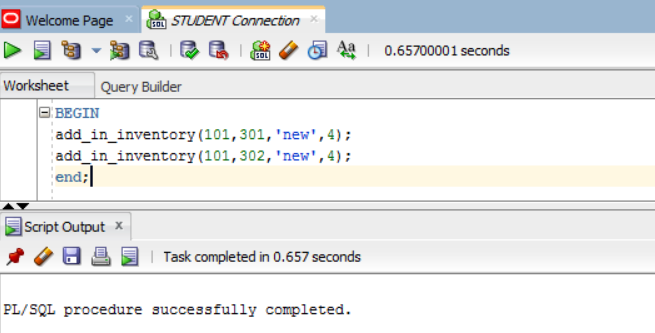 Welcome Page
STUDENT Connection
0.65700001 seconds
Worksheet
Query Builder
BEGIN
add_in_inventory(101,301,'new',4);
add_in_inventory(101,302,'new',4);
end;
Script Output
Task completed in 0.657 seconds
PL/SQL procedure successfully completed.